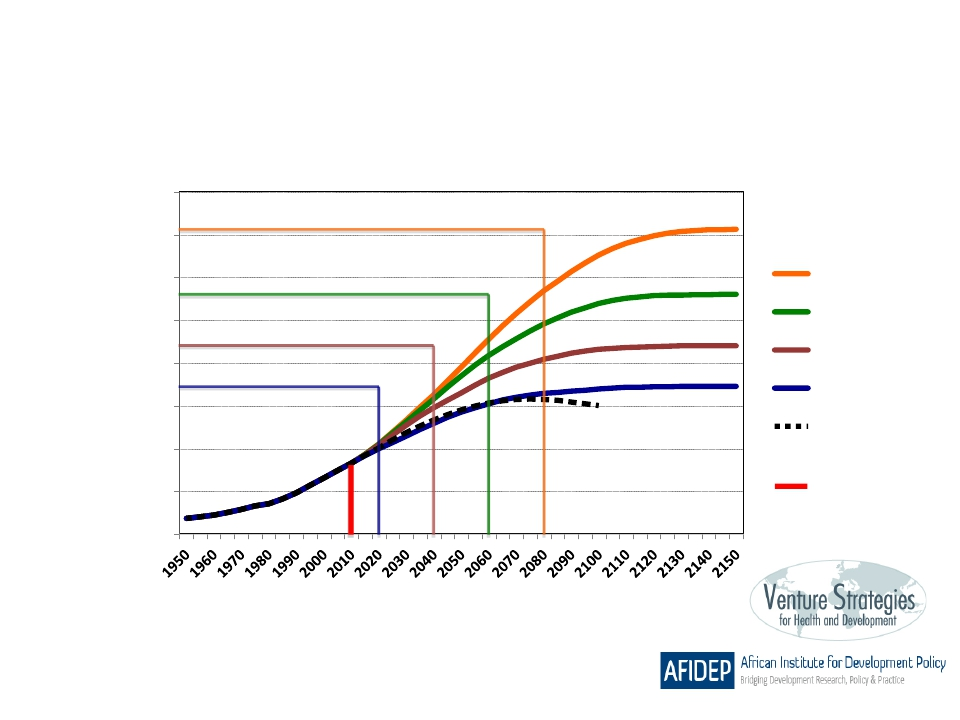 1950 1960 1970 1980 1990 2000 2010 2020 2030 2040 2050 2060 2070 2080 2090 2100 2110 2120 2130 2140 2150
Venture Strategies
for Health and Development
AFIDEP
African Institute for Development Policy
Bridging Development Research, Policy & Practice